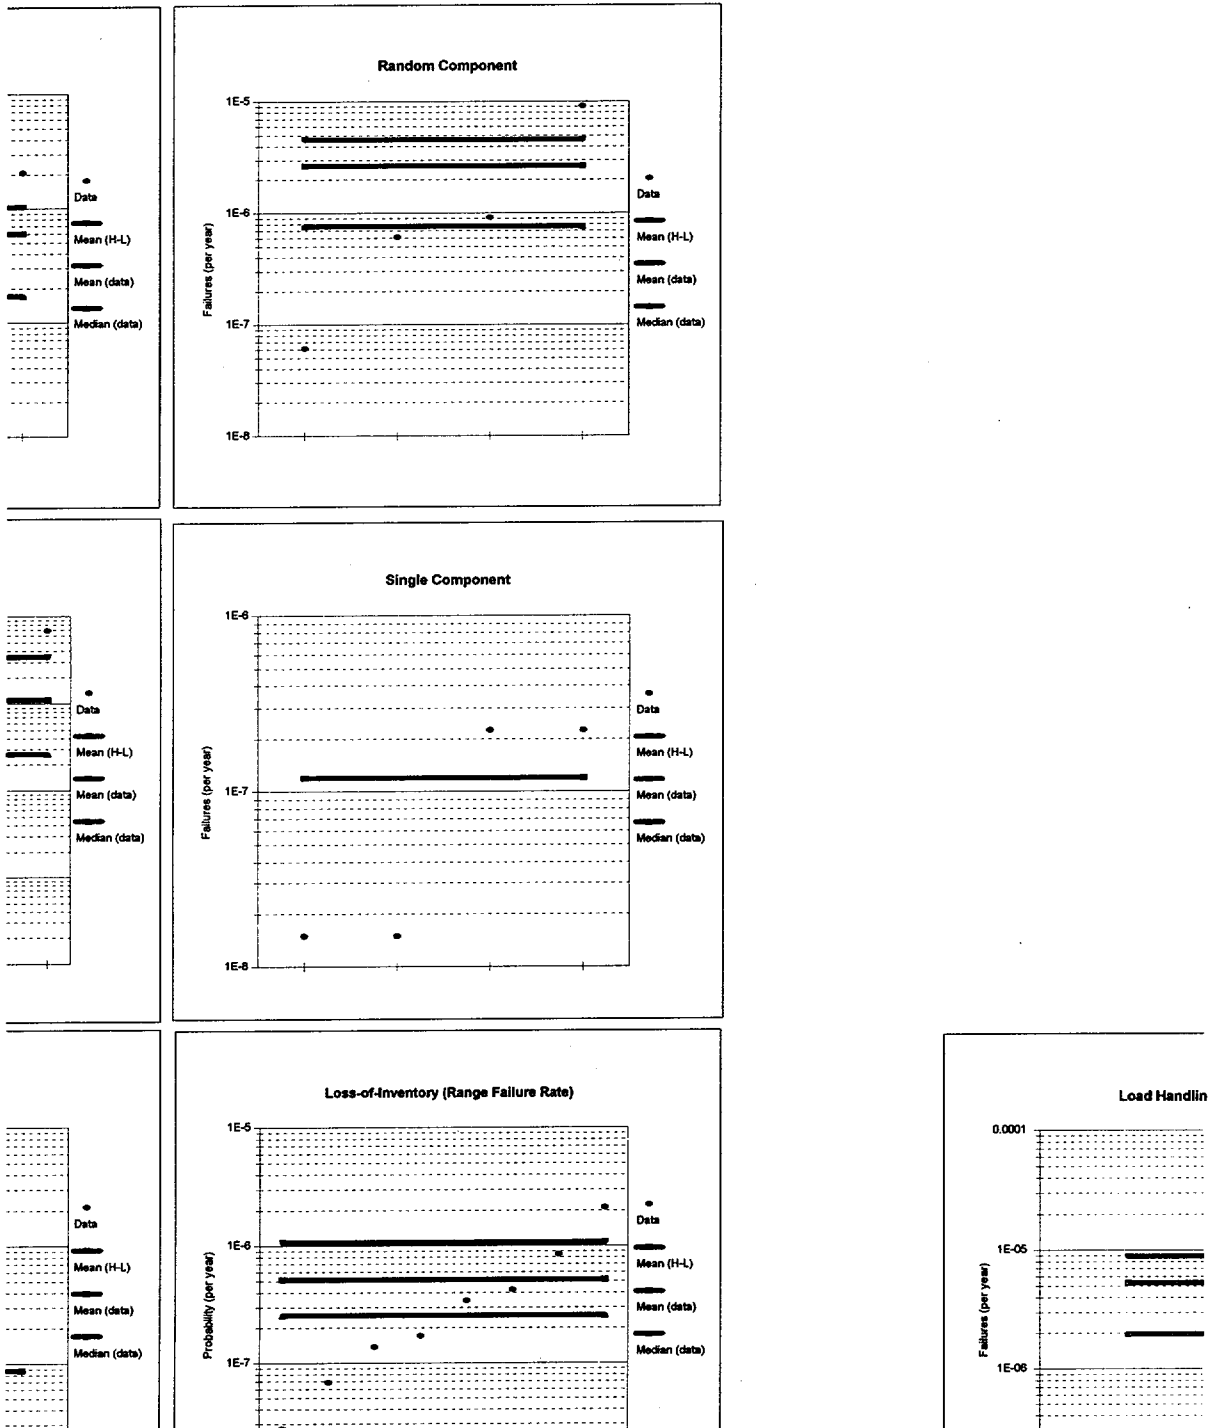 Data
Mean (H-L)
Mean (data)
Median (data)
Random Component
Failures (per year)
1E-5
1E-6
1E-7
1E-8
Data
Mean (H-L)
Mean (data)
Median (data)
Data
Mean (H-L)
Mean (data)
Median (data)
Single Component
Failures (per year)
1E-6
1E-7
1E-8
Data
Mean (H-L)
Mean (data)
Median (data)
Data
Mean (H-L)
Mean (data)
Median (data)
Loss-of-Inventory (Range Failure Rate)
Probability (per year)
1E-5
1E-6
1E-7
Data
Mean (H-L)
Mean (data)
Median (data)
Load Handlin
Failures (per year)
0.0001
1E-05
1E-06